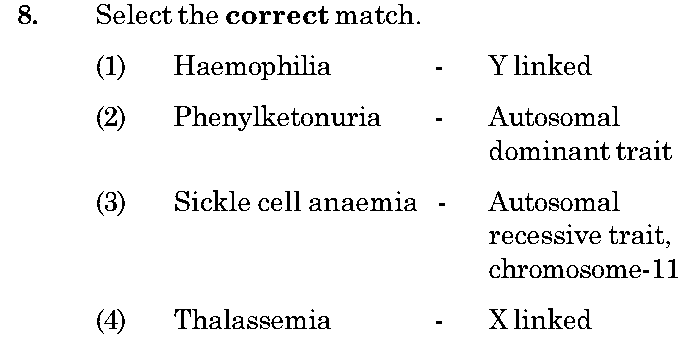 8. Select the correct match.
(1) Haemophilia - Y linked
(2) Phenylketonuria - Autosomal
dominant trait
(3) Sickle cell anaemia - Autosomal
recessive trait,
chromosome-11
(4) Thalassemia - X linked